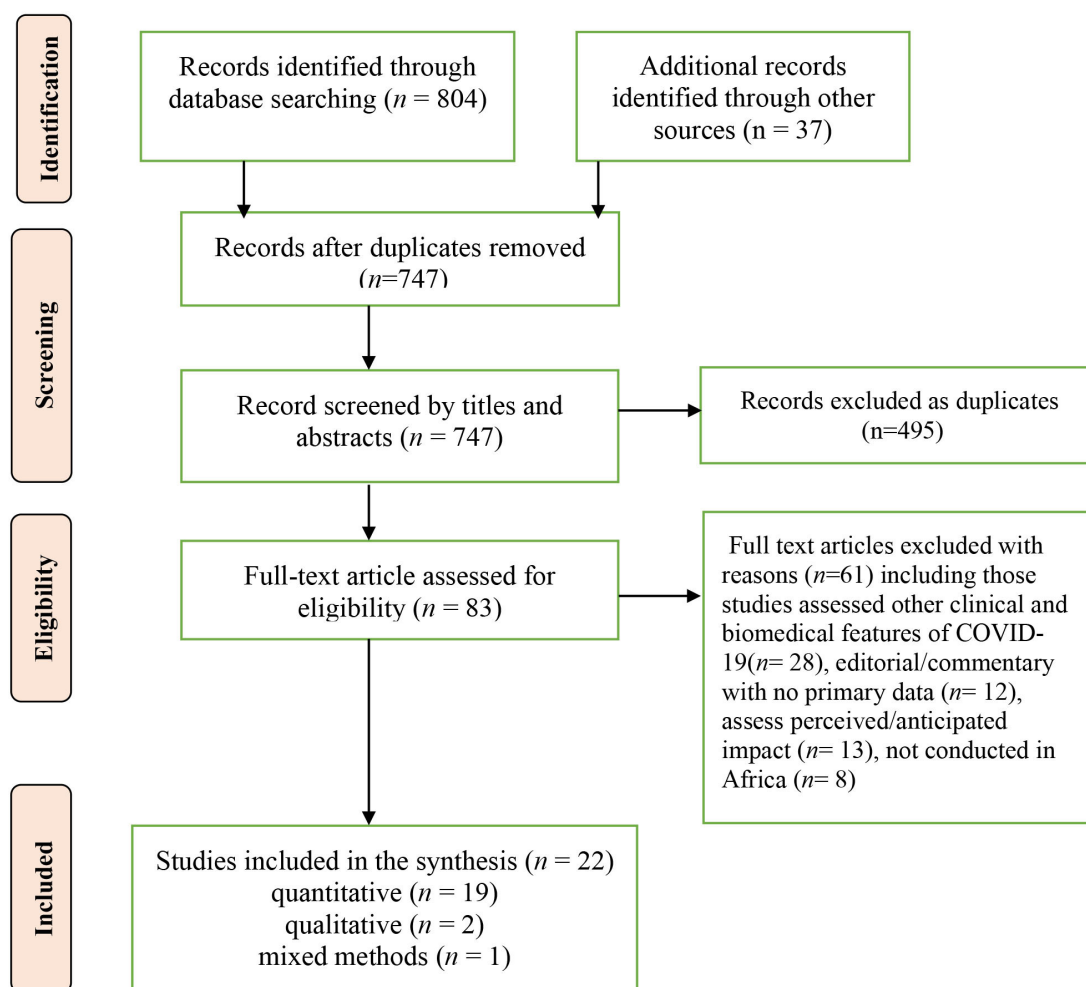 Identification
Records identified through
database searching (n = 804)
Additional records
identified through other
sources (n = 37)
Screening
Records after duplicates removed
(n=747)
Record screened by titles and
abstracts (n = 747)
Records excluded as duplicates
(n=495)
Eligibility
Full-text article assessed for
eligibility (n = 83)
Full text articles excluded with
reasons (n=61) including those
studies assessed other clinical and
biomedical features of COVID-
19(n= 28), editorial/commentary
with no primary data (n= 12),
assess perceived/anticipated
impact (n= 13), not conducted in
Africa (n= 8)
Included
Studies included in the synthesis (n = 22)
quantitative (n = 19)
qualitative (n = 2)
mixed methods (n = 1)